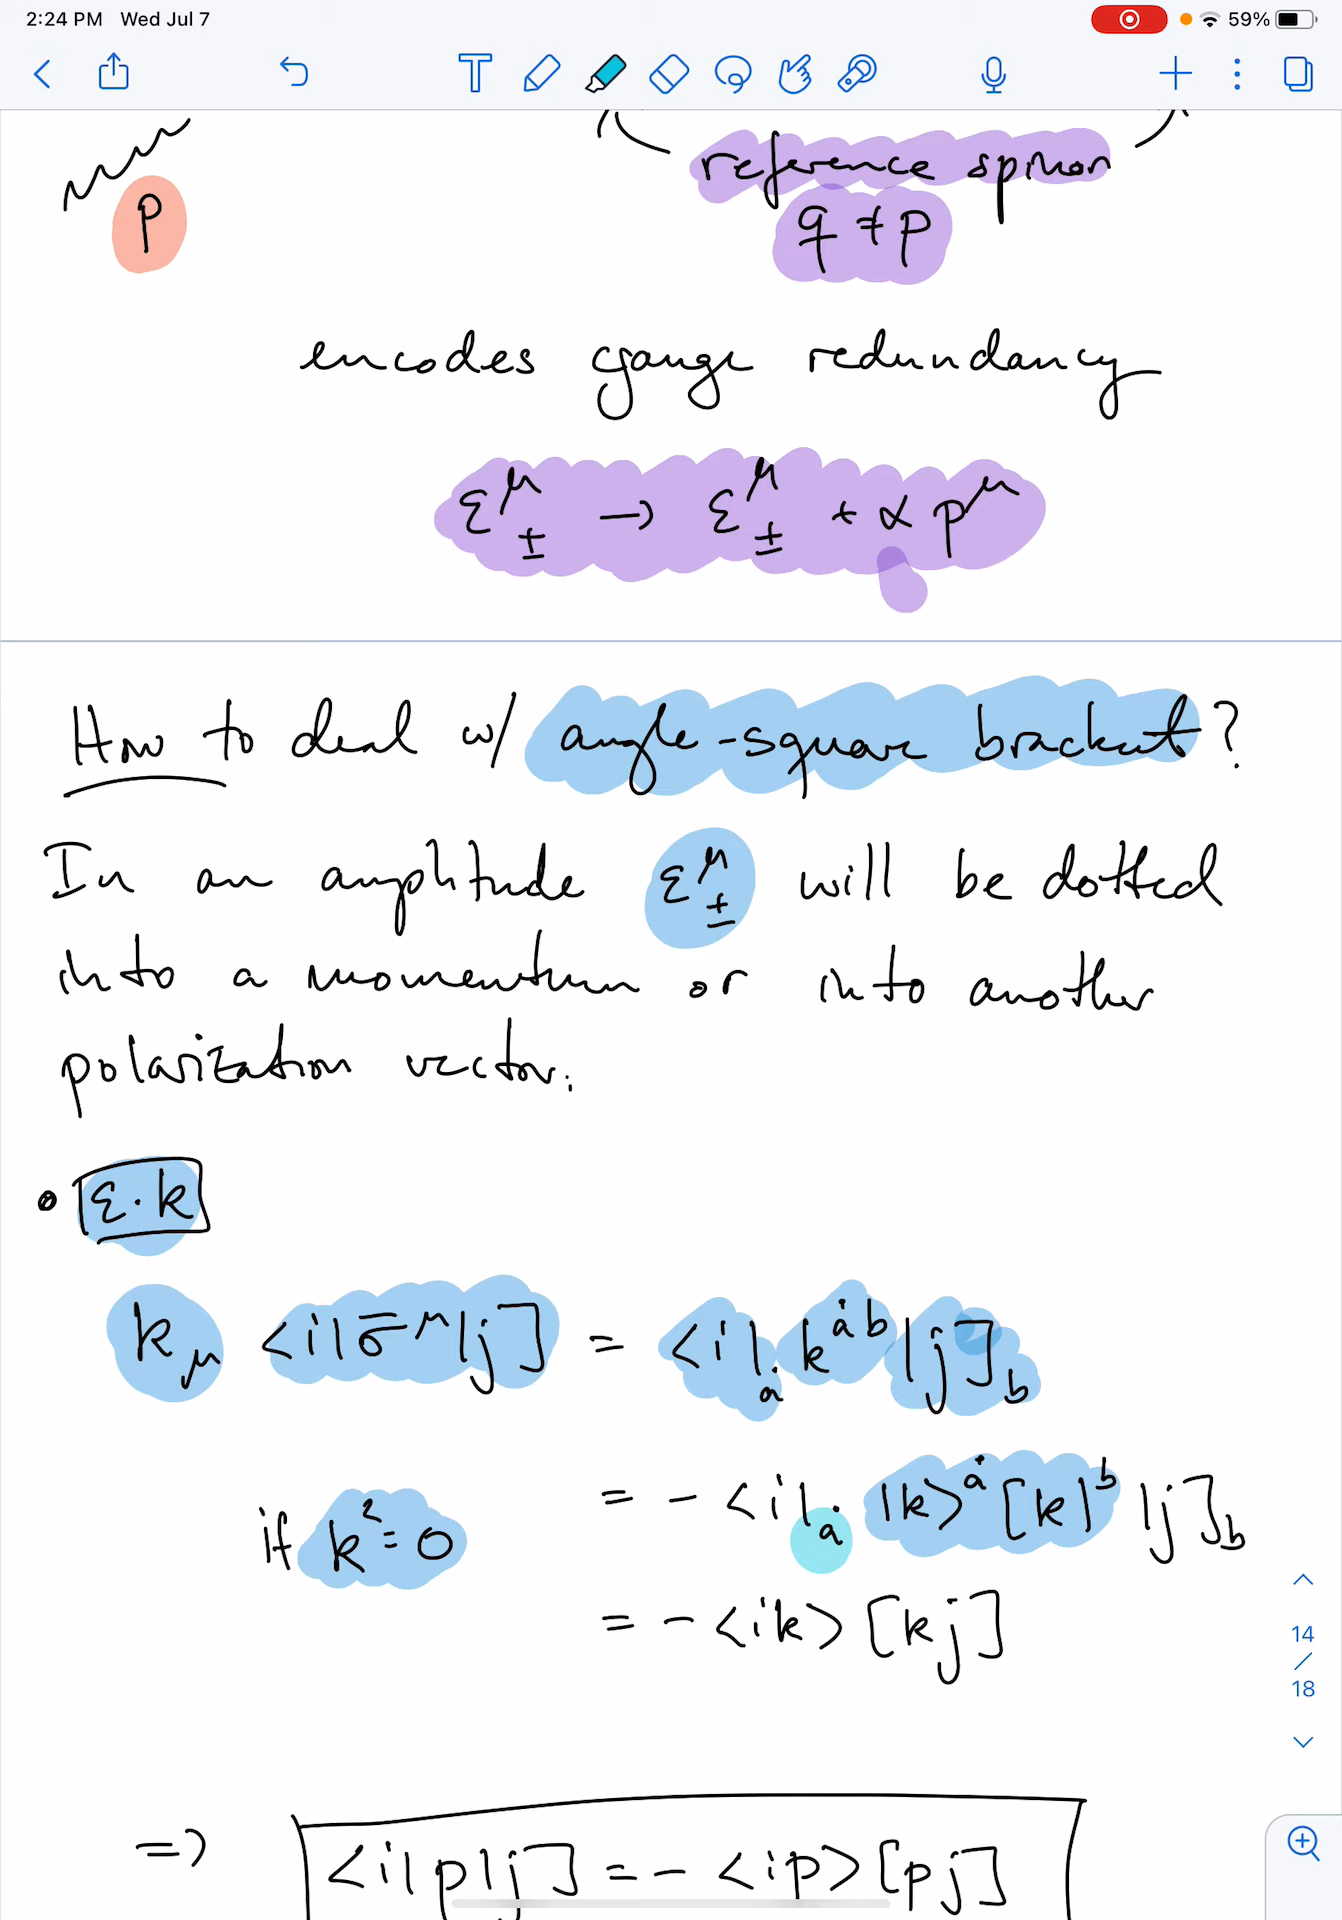 2:24 PM Wed Jul 7
59%
reference spinor
p
q ≠ p
encodes gauge redundancy
ε^μ_± → ε^μ_± + α p^μ
How to deal w/ angle-square bracket?
In an amplitude ε^μ_± will be dotted
into a momentum or into another
polarization vector.
• ε·k
k_μ <i|σ̄^μ|j] = <i|_ȧ k^{ȧb} |j]_b
if k² = 0 = - <i|_ȧ |k>^ȧ [k|^b |j]_b
= - <ik> [kj]
14
/
18
=> <i|p|j] = - <ip> [pj]